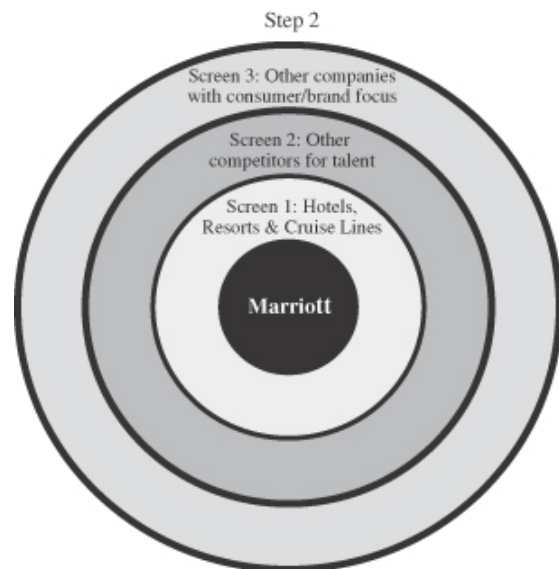 Step 2
Screen 3: Other companies
with consumer/brand focus
Screen 2: Other
competitors for talent
Screen 1: Hotels,
Resorts & Cruise Lines
Marriott